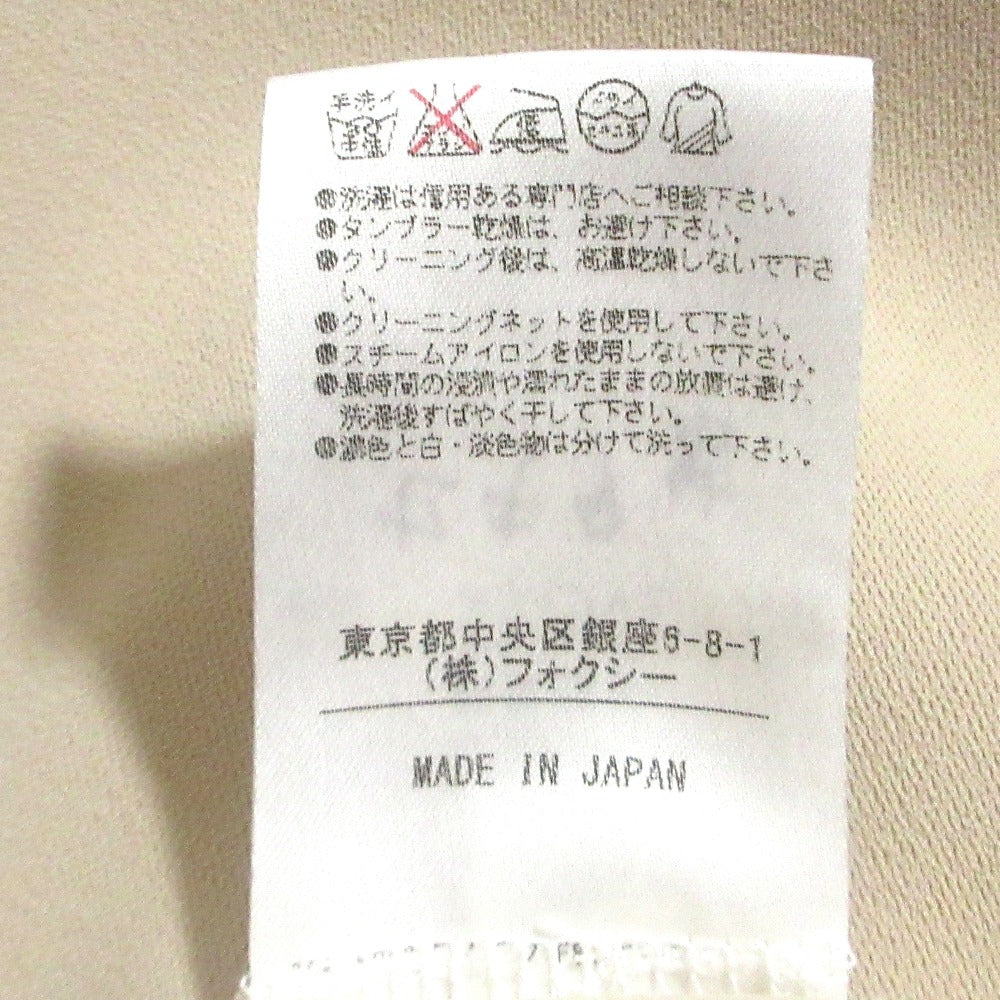 手洗イ
ドライ
●洗濯は信用ある専門店へご相談下さい。
●タンブラー乾燥は、お避け下さい。
●クリーニング後は、高温乾燥しないで下さ
い。
●クリーニングネットを使用して下さい。
●スチームアイロンを使用しないで下さい。
●長時間の浸漬や濡れたままの放置は避け、
洗濯後すばやく干して下さい。
●濃色と白・淡色物は分けて洗って下さい。
東京都中央区銀座6-8-1
(株)フォクシー
MADE IN JAPAN